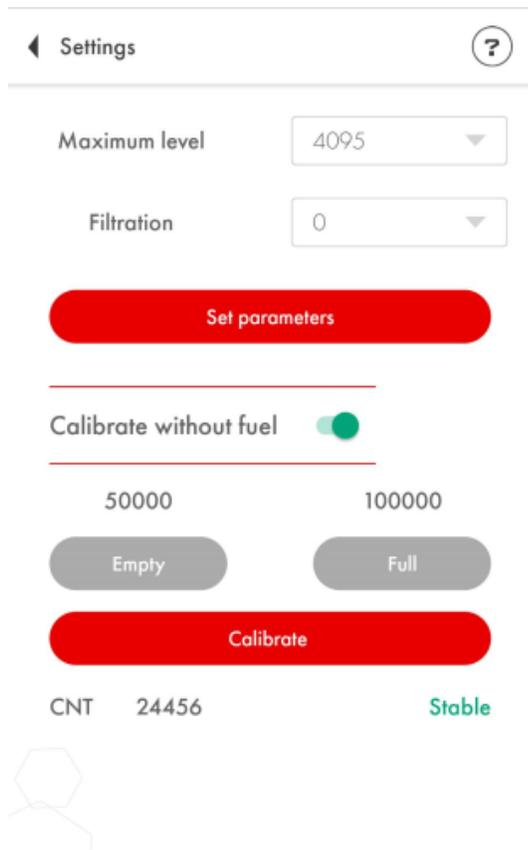 Settings ?
Maximum level 4095
Filtration 0
Set parameters
Calibrate without fuel
50000 100000
Empty Full
Calibrate
CNT 24456 Stable